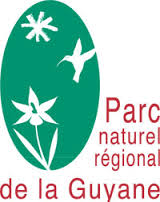 Parc
naturel
régional
de la Guyane